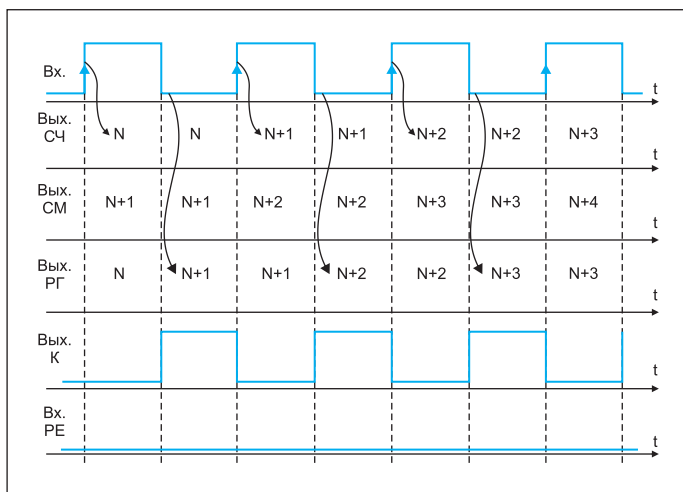 Вх.
t
Вых.
СЧ
N N N+1 N+1 N+2 N+2 N+3
t
Вых.
СМ
N+1 N+1 N+2 N+2 N+3 N+3 N+4
t
Вых.
РГ
N N+1 N+1 N+2 N+2 N+3 N+3
t
Вых.
К
t
Вх.
РЕ
t